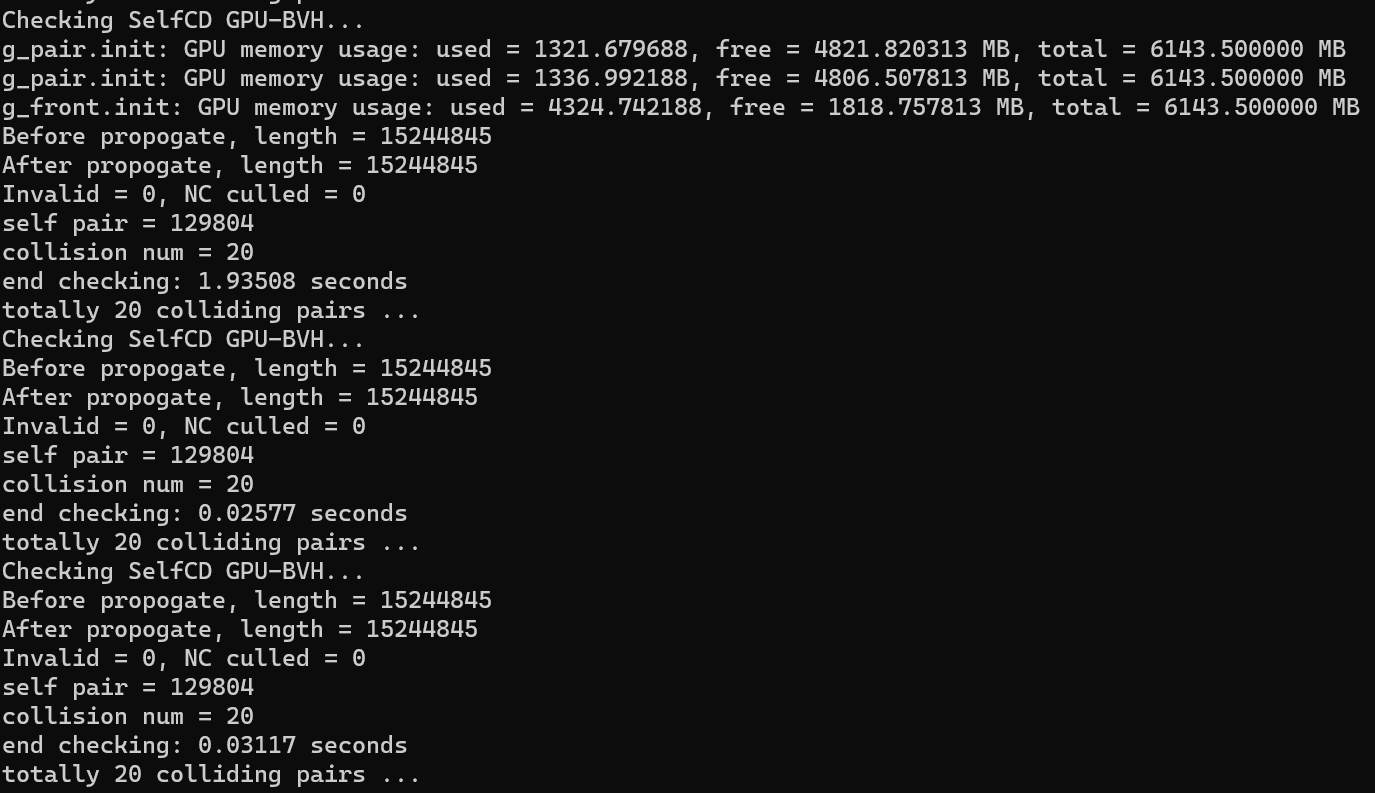 Checking SelfCD GPU-BVH...
g_pair.init: GPU memory usage: used = 1321.679688, free = 4821.820313 MB, total = 6143.500000 MB
g_pair.init: GPU memory usage: used = 1336.992188, free = 4806.507813 MB, total = 6143.500000 MB
g_front.init: GPU memory usage: used = 4324.742188, free = 1818.757813 MB, total = 6143.500000 MB
Before propogate, length = 15244845
After propogate, length = 15244845
Invalid = 0, NC culled = 0
self pair = 129804
collision num = 20
end checking: 1.93508 seconds
totally 20 colliding pairs ...
Checking SelfCD GPU-BVH...
Before propogate, length = 15244845
After propogate, length = 15244845
Invalid = 0, NC culled = 0
self pair = 129804
collision num = 20
end checking: 0.02577 seconds
totally 20 colliding pairs ...
Checking SelfCD GPU-BVH...
Before propogate, length = 15244845
After propogate, length = 15244845
Invalid = 0, NC culled = 0
self pair = 129804
collision num = 20
end checking: 0.03117 seconds
totally 20 colliding pairs ...